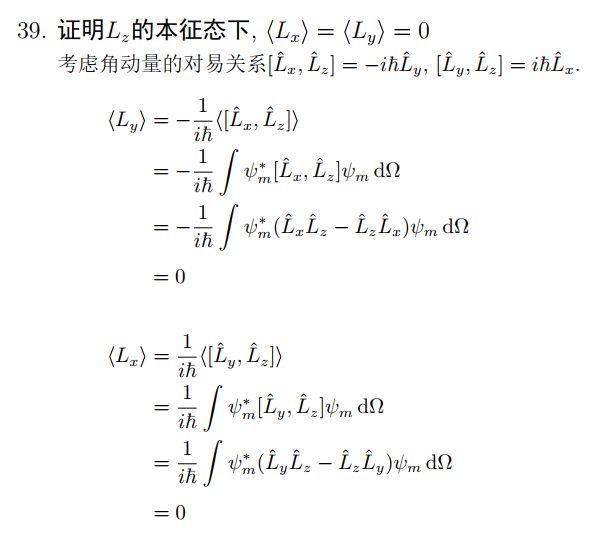 39. 证明$L_z$的本征态下, $\langle L_x \rangle = \langle L_y \rangle = 0$
考虑角动量的对易关系$[\hat{L}_x, \hat{L}_z] = -i\hbar\hat{L}_y$, $[\hat{L}_y, \hat{L}_z] = i\hbar\hat{L}_x$.
$\langle L_y \rangle = -\frac{1}{i\hbar} \langle [\hat{L}_x, \hat{L}_z] \rangle$
$= -\frac{1}{i\hbar} \int \psi_m^* [\hat{L}_x, \hat{L}_z] \psi_m \, \mathrm{d}\Omega$
$= -\frac{1}{i\hbar} \int \psi_m^* (\hat{L}_x \hat{L}_z - \hat{L}_z \hat{L}_x) \psi_m \, \mathrm{d}\Omega$
$= 0$
$\langle L_x \rangle = \frac{1}{i\hbar} \langle [\hat{L}_y, \hat{L}_z] \rangle$
$= \frac{1}{i\hbar} \int \psi_m^* [\hat{L}_y, \hat{L}_z] \psi_m \, \mathrm{d}\Omega$
$= \frac{1}{i\hbar} \int \psi_m^* (\hat{L}_y \hat{L}_z - \hat{L}_z \hat{L}_y) \psi_m \, \mathrm{d}\Omega$
$= 0$